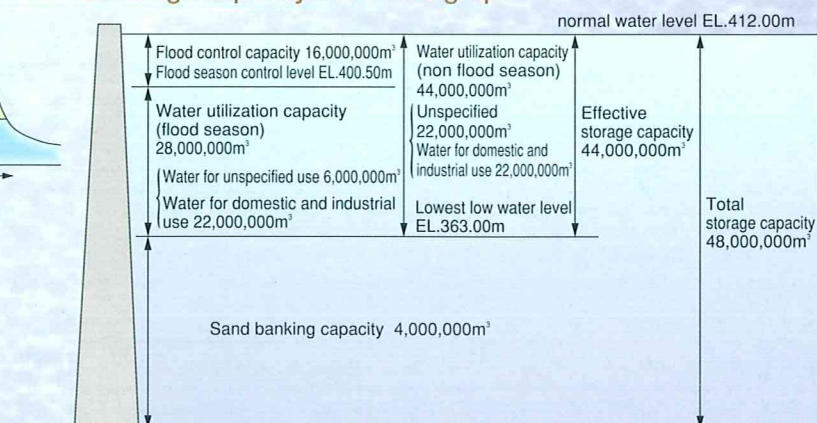 normal water level EL.412.00m
Flood control capacity 16,000,000m³
Flood season control level EL.400.50m
Water utilization capacity
(flood season)
28,000,000m³
Water for unspecified use 6,000,000m³
Water for domestic and industrial
use 22,000,000m³
Water utilization capacity
(non flood season)
44,000,000m³
Unspecified
22,000,000m³
Water for domestic and
industrial use 22,000,000m³
Lowest low water level
EL.363.00m
Effective
storage capacity
44,000,000m³
Total
storage capacity
48,000,000m³
Sand banking capacity 4,000,000m³